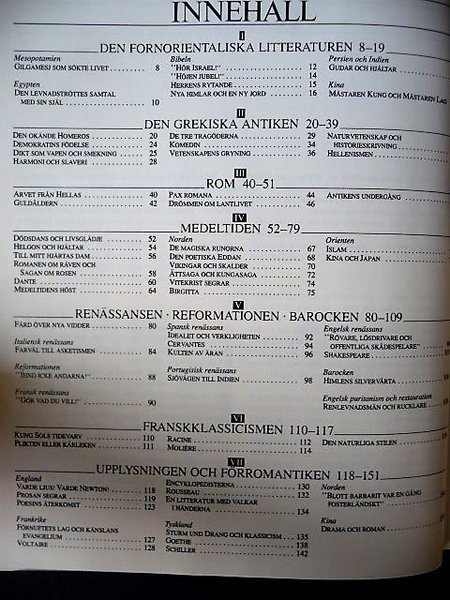 INNEHALL
I
DEN FORNORIENTALISKA LITTERATUREN 8–19
Mesopotamien
GILGAMESJ SOM SÖKTE LIVET 8
Egypten
DEN LEVNADSTRÖTTES SAMTAL
MED SIN SJÄL 10
Bibeln
"HÖR ISRAEL!" 12
"HÖJEN JUBEL!" 14
HERRENS RYTANDE 15
NYA HIMLAR OCH EN NY JORD 16
Persien och Indien
GUDAR OCH HJÄLTAR
Kina
MÄSTAREN KUNG OCH MÄSTAREN LAO
II
DEN GREKISKA ANTIKEN 20–39
DEN OKÄNDE HOMEROS 20
DEMOKRATINS FÖDELSE 24
DIKT SOM VAPEN OCH SMEKNING 25
HARMONI OCH SLAVERI 28
DE TRE TRAGÖDERNA 29
KOMEDIN 34
VETENSKAPENS GRYNING 36
NATURVETENSKAP OCH
HISTORIESKRIVNING
HELLENISMEN
III
ROM 40–51
ARVET FRÅN HELLAS 40
GULDÅLDERN 42
PAX ROMANA 44
DRÖMMEN OM LANTLIVET 46
ANTIKENS UNDERGÅNG
IV
MEDELTIDEN 52–79
DÖDSDANS OCH LIVSGLÄDJE 52
HELGON OCH HJÄLTAR 54
TILL MITT HJÄRTAS DAM 56
ROMANEN OM RÄVEN OCH
SAGAN OM ROSEN 58
DANTE 60
MEDELTIDENS HÖST 64
Norden
DE MAGISKA RUNORNA 67
DEN POETISKA EDDAN 68
VIKINGAR OCH SKALDER 70
ÄTTSAGA OCH KUNGASAGA 72
VITEKRIST SEGRAR 74
BIRGITTA 75
Orienten
ISLAM
KINA OCH JAPAN
V
RENÄSSANSEN · REFORMATIONEN · BAROCKEN 80–109
FÄRD ÖVER NYA VIDDER 80
Italiensk renässans
FARVÄL TILL ASKETISMEN 84
Reformationen
"BIND ICKE ANDARNA!" 88
Fransk renässans
"GÖR VAD DU VILL!" 90
Spansk renässans
IDEALET OCH VERKLIGHETEN 92
CERVANTES 94
KULTEN AV ÄRAN 96
Portugisisk renässans
SJÖVÄGEN TILL INDIEN 98
Engelsk renässans
"RÖVARE, LÖSDRIVARE OCH
OFFENTLIGA SKÅDESPELARE"
SHAKESPEARE
Barocken
HIMLENS SILVERVÄRTA
Engelsk puritanism och restauration
RENLEVNADSMÄN OCH RUCKLARE
VI
FRANSKKLASSICISMEN 110–117
KUNG SOLS TIDEVARV 110
PLIKTEN ELLER KÄRLEKEN 111
RACINE 112
MOLIÈRE 114
DEN NATURLIGA STILEN
VII
UPPLYSNINGEN OCH FÖRROMANTIKEN 118–151
England
VARDE LJUS! VARDE NEWTON! 118
PROSAN SEGRAR 119
POESINS ÅTERKOMST 123
Frankrike
FÖRNUFTETS LAG OCH KÄNSLANS
EVANGELIUM 127
VOLTAIRE 128
ENCYKLOPEDISTERNA 130
ROUSSEAU 132
EN LITTERATUR MED VALKAR
I HÄNDERNA 134
Tyskland
STURM UND DRANG OCH KLASSICISM 135
GOETHE 138
SCHILLER 142
Norden
"BLOTT BARBARIT VAR EN GÅNG
FOSTERLÄNDSKT"
Kina
DRAMA OCH ROMAN